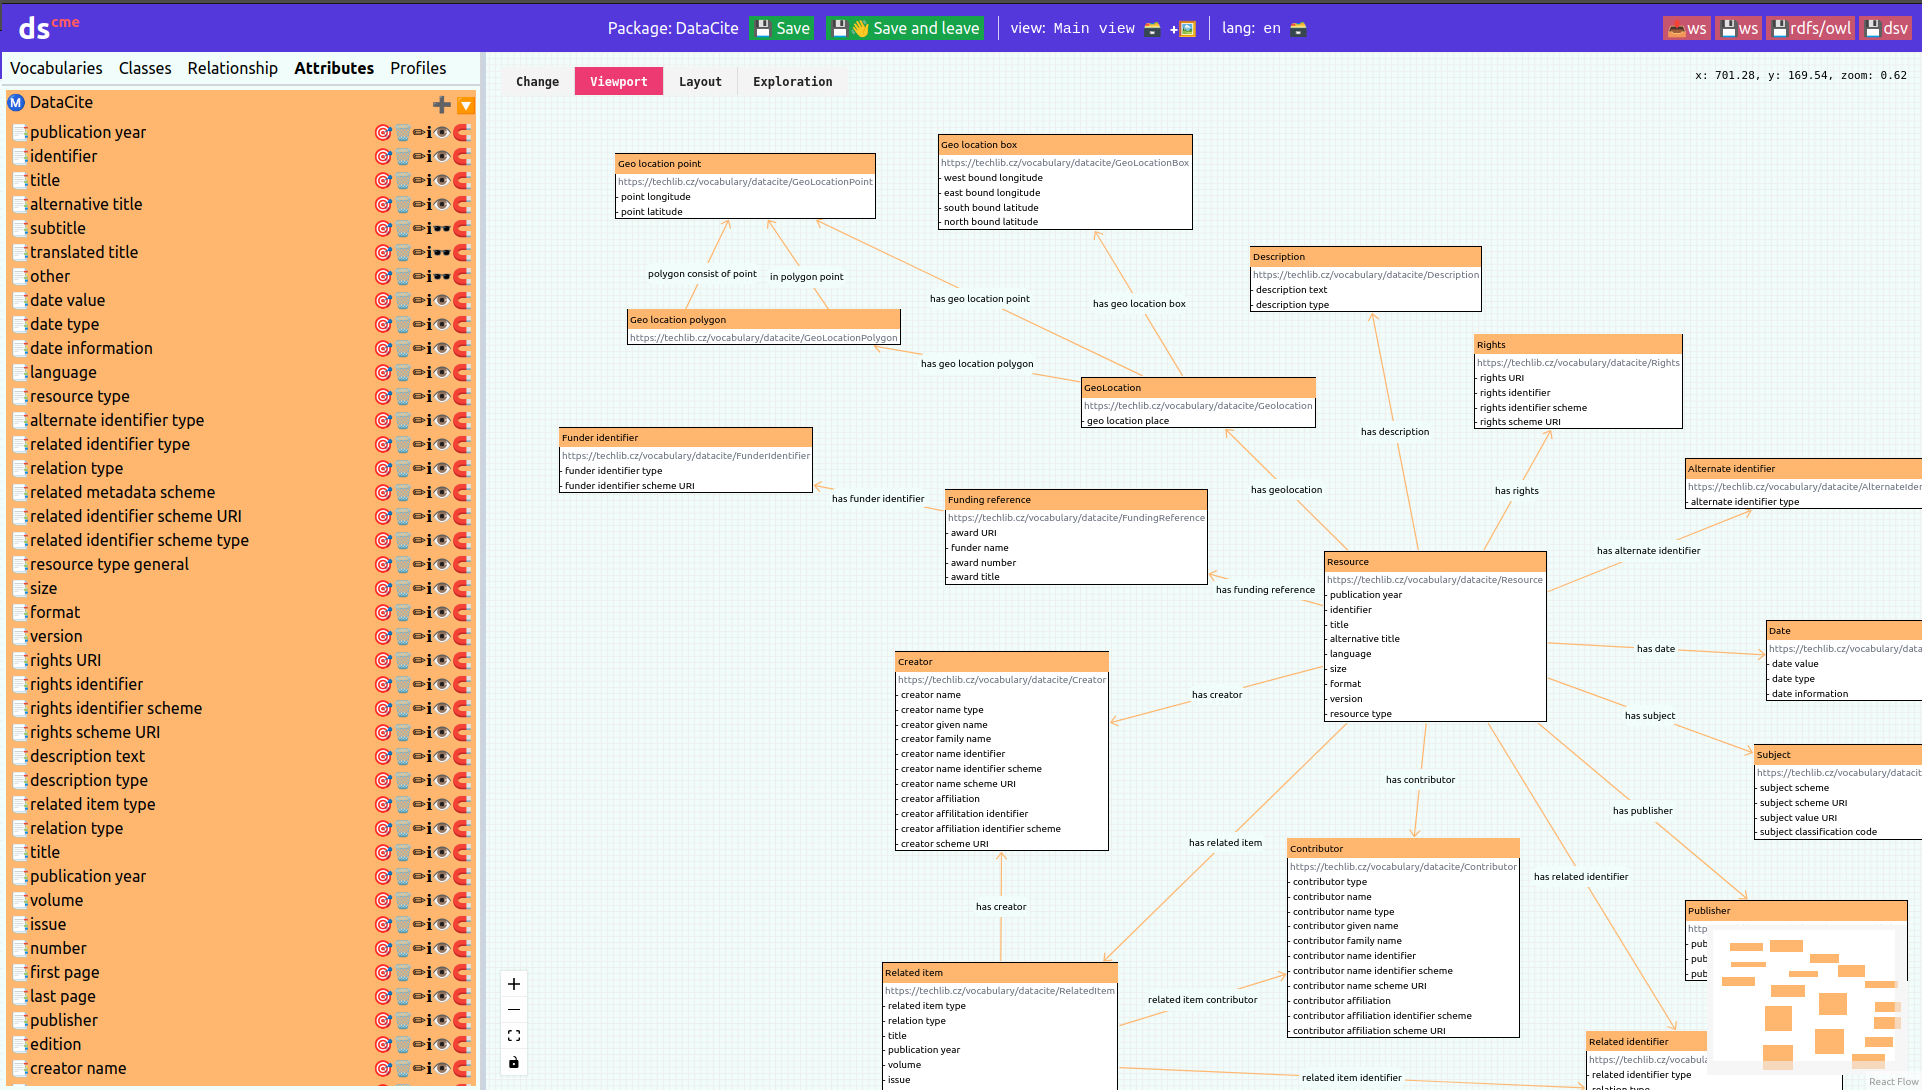 dscme
Package: DataCite
Save
Save and leave
view: Main view
+
lang: en
ws
ws
rdfs/owl
dsv
Vocabularies
Classes
Relationship
Attributes
Profiles
M DataCite
publication year
identifier
title
alternative title
subtitle
translated title
other
date value
date type
date information
language
resource type
alternate identifier type
related identifier type
relation type
related metadata scheme
related identifier scheme URI
related identifier scheme type
resource type general
size
format
version
rights URI
rights identifier
rights identifier scheme
rights scheme URI
description text
description type
related item type
relation type
title
publication year
volume
issue
number
first page
last page
publisher
edition
creator name
Change
Viewport
Layout
Exploration
x: 701.28, y: 169.54, zoom: 0.62
Geo location point
https://techlib.cz/vocabulary/datacite/GeoLocationPoint
- point longitude
- point latitude
Geo location box
https://techlib.cz/vocabulary/datacite/GeoLocationBox
- west bound longitude
- east bound longitude
- south bound latitude
- north bound latitude
Description
https://techlib.cz/vocabulary/datacite/Description
- description text
- description type
polygon consist of point
in polygon point
has geo location point
has geo location box
Geo location polygon
https://techlib.cz/vocabulary/datacite/GeoLocationPolygon
has geo location polygon
Rights
https://techlib.cz/vocabulary/datacite/Rights
- rights URI
- rights identifier
- rights identifier scheme
- rights scheme URI
GeoLocation
https://techlib.cz/vocabulary/datacite/Geolocation
- geo location place
has description
Funder identifier
https://techlib.cz/vocabulary/datacite/FunderIdentifier
- funder identifier type
- funder identifier scheme URI
has funder identifier
Funding reference
https://techlib.cz/vocabulary/datacite/FundingReference
- award URI
- funder name
- award number
- award title
has geolocation
has rights
Alternate identifier
https://techlib.cz/vocabulary/datacite/AlternateIder
- alternate identifier type
has alternate identifier
has funding reference
Resource
https://techlib.cz/vocabulary/datacite/Resource
- publication year
- identifier
- title
- alternative title
- language
- size
- format
- version
- resource type
has date
Date
https://techlib.cz/vocabulary/data
- date value
- date type
- date information
Creator
https://techlib.cz/vocabulary/datacite/Creator
- creator name
- creator name type
- creator given name
- creator family name
- creator name identifier
- creator name identifier scheme
- creator name scheme URI
- creator affiliation
- creator affilitation identifier
- creator affiliation identifier scheme
- creator scheme URI
has creator
has subject
Subject
https://techlib.cz/vocabulary/datacit
- subject scheme
- subject scheme URI
- subject value URI
- subject classification code
has contributor
has publisher
has related item
Contributor
https://techlib.cz/vocabulary/datacite/Contributor
- contributor type
- contributor name
- contributor name type
- contributor given name
- contributor family name
- contributor name identifier
- contributor name identifier scheme
- contributor name scheme URI
- contributor affiliation
- contributor affiliation identifier scheme
- contributor affiliation scheme URI
has related identifier
has creator
Publisher
http
- pub
- pub
- pub
Related item
https://techlib.cz/vocabulary/datacite/RelatedItem
- related item type
- relation type
- title
- publication year
- volume
- issue
related item contributor
related item identifier
Related identifier
https://techlib.cz/vocabula
- related identifier type
- relation type
React Flow